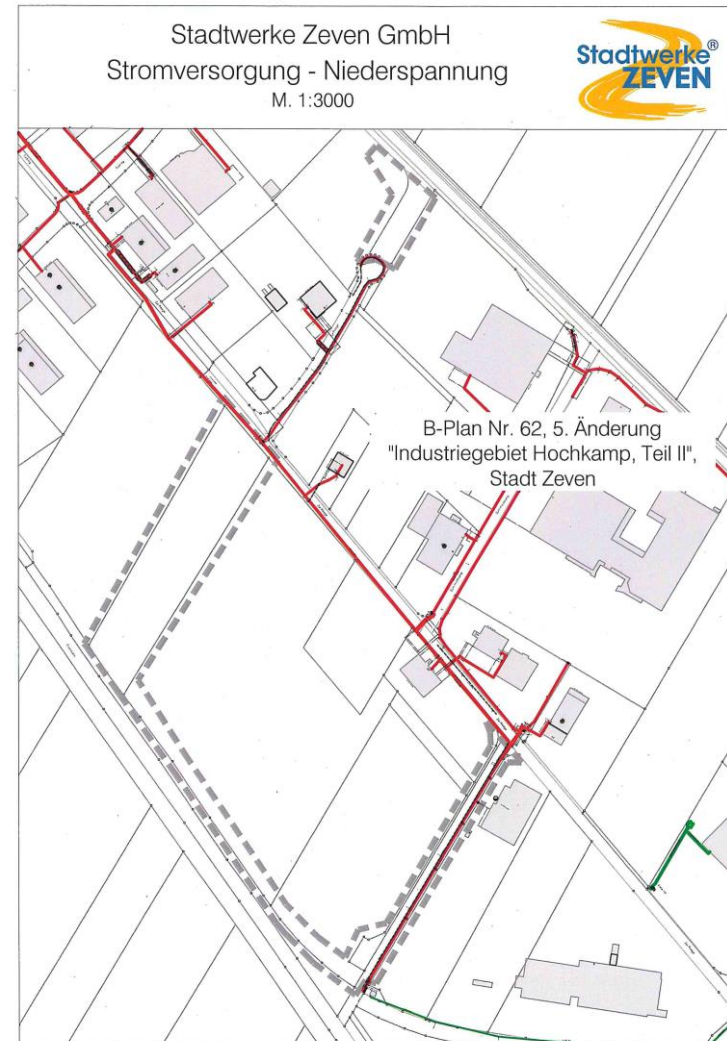 Stadtwerke Zeven GmbH
Stromversorgung - Niederspannung
M. 1:3000
Stadtwerke®
ZEVEN
B-Plan Nr. 62, 5. Änderung
"Industriegebiet Hochkamp, Teil II",
Stadt Zeven